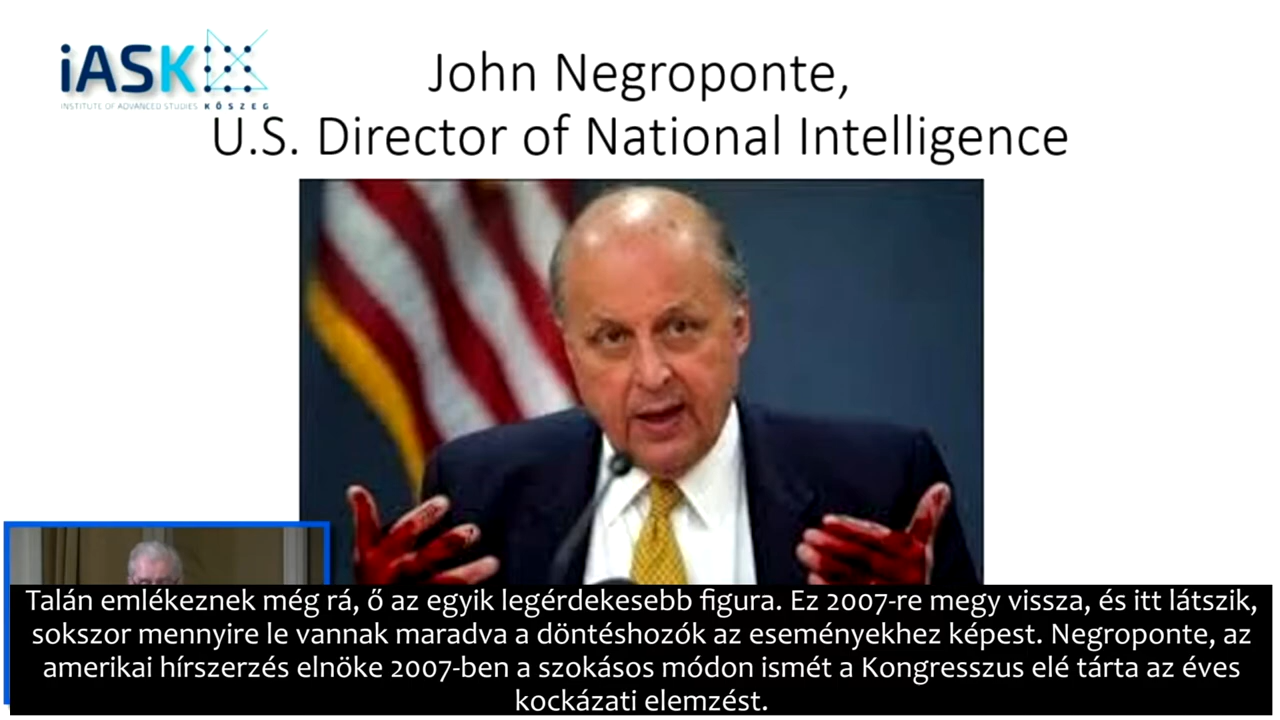 iASK
INSTITUTE OF ADVANCED STUDIES KŐSZEG
John Negroponte,
U.S. Director of National Intelligence
Talán emlékeznek még rá, ő az egyik legérdekesebb figura. Ez 2007-re megy vissza, és itt látszik,
sokszor mennyire le vannak maradva a döntéshozók az eseményekhez képest. Negroponte, az
amerikai hírszerzés elnöke 2007-ben a szokásos módon ismét a Kongresszus elé tárta az éves
kockázati elemzést.